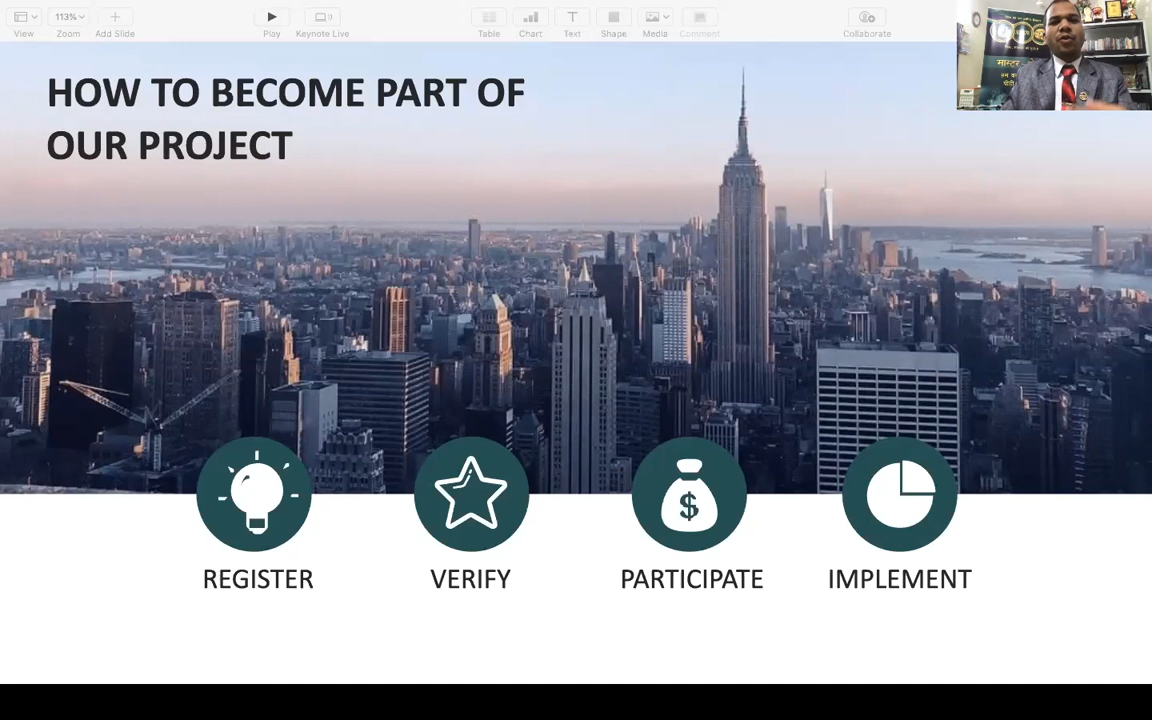 View
113%
Zoom
Add Slide
Play
Keynote Live
Table
Chart
T
Text
Shape
Media
Comment
Collaborate
मास्टर
HOW TO BECOME PART OF
OUR PROJECT
$
REGISTER
VERIFY
PARTICIPATE
IMPLEMENT